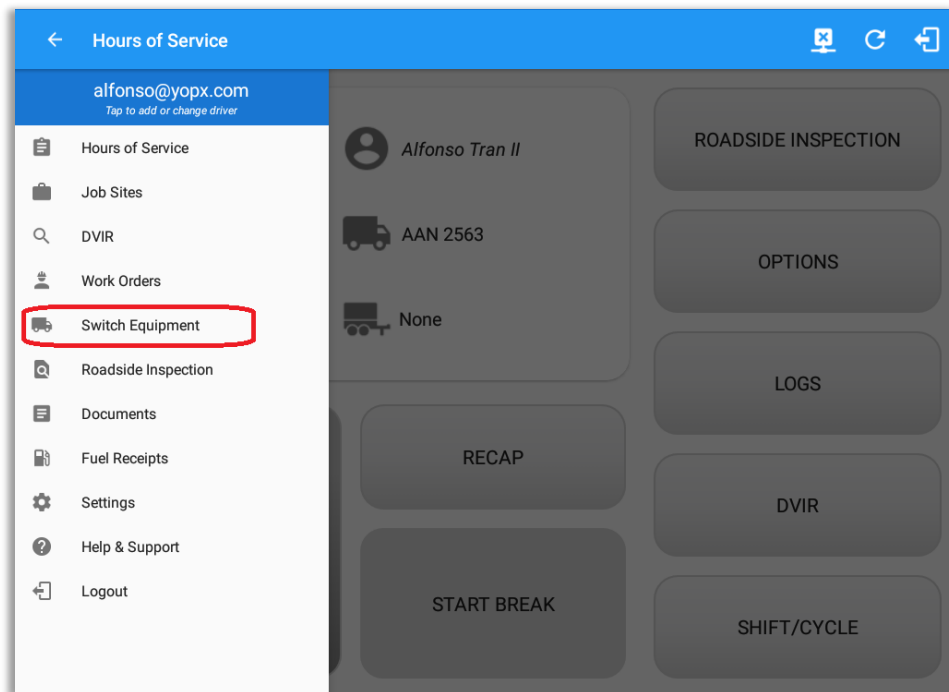 Hours of Service
alfonso@yopx.com
Tap to add or change driver
Hours of Service
Job Sites
DVIR
Work Orders
Switch Equipment
Roadside Inspection
Documents
Fuel Receipts
Settings
Help & Support
Logout
Alfonso Tran II
AAN 2563
None
RECAP
START BREAK
ROADSIDE INSPECTION
OPTIONS
LOGS
DVIR
SHIFT/CYCLE